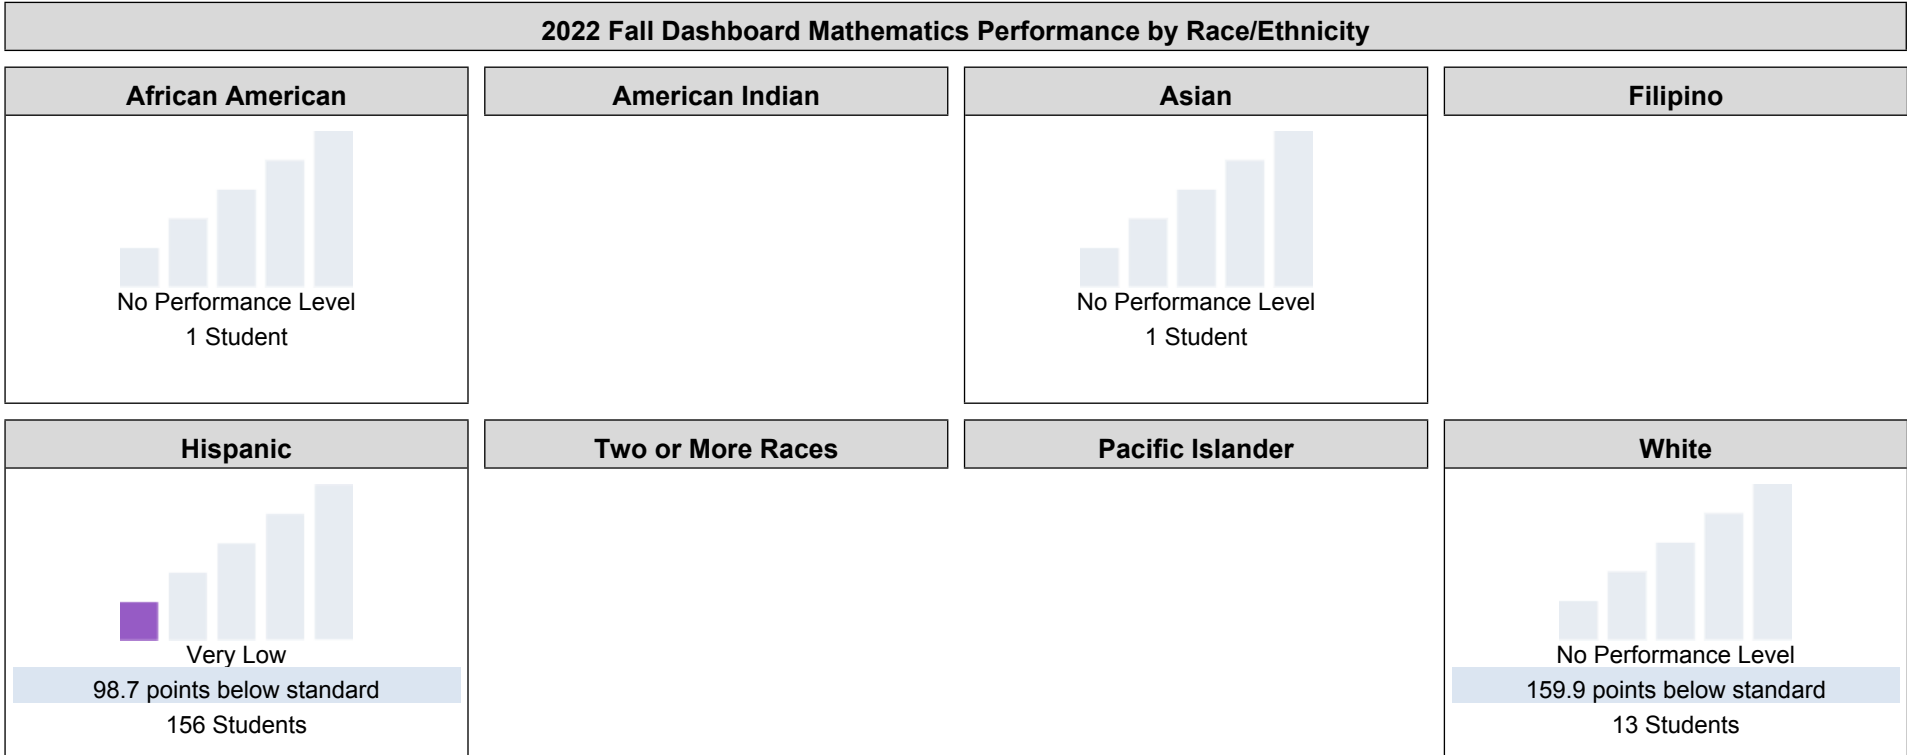 2022 Fall Dashboard Mathematics Performance by Race/Ethnicity
African American
American Indian
Asian
Filipino
No Performance Level
1 Student
No Performance Level
1 Student
Hispanic
Two or More Races
Pacific Islander
White
Very Low
98.7 points below standard
156 Students
No Performance Level
159.9 points below standard
13 Students